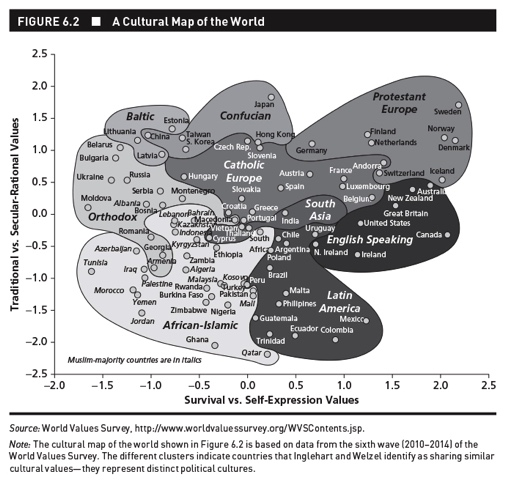 FIGURE 6.2 ■ A Cultural Map of the World
Traditional vs. Secular-Rational Values
2.5
2.0
1.5
1.0
0.5
0.0
−0.5
−1.0
−1.5
−2.0
−2.5
Baltic
Confucian
Protestant
Europe
Japan
Sweden
Estonia
Lithuania
China
Taiwan
S. Korea
Hong Kong
Finland
Norway
Belarus
Czech Rep.
Netherlands
Denmark
Bulgaria
Latvia
Slovenia
Germany
Catholic
Europe
Andorra
France
Switzerland
Ukraine
Russia
Hungary
Austria
Iceland
Serbia
Montenegro
Slovakia
Spain
Luxembourg
Australia
Moldova
Albania
Belgium
New Zealand
Bosnia
Croatia
Greece
South
Asia
Great Britain
Orthodox
Lebanon
Bahrain
Macedonia
Portugal
India
United States
Romania
Kazakhstan
Vietnam
Uruguay
Indonesia
Thailand
Chile
English Speaking
Canada
Kyrgyzstan
Cyprus
South
Africa
Argentina
N. Ireland
Ireland
Azerbaijan
Georgia
Ethiopia
Poland
Tunisia
Armenia
Zambia
Iraq
Algeria
Brazil
Palestine
Malaysia
Kosovo
Peru
Morocco
Rwanda
Turkey
Mali
Malta
Latin
America
Yemen
Burkina Faso
Pakistan
Philippines
Jordan
Zimbabwe
Nigeria
Guatemala
Mexico
African-Islamic
Ecuador
Colombia
Ghana
Trinidad
Qatar
Muslim-majority countries are in italics
−2.0 −1.5 −1.0 −0.5 0.0 0.5 1.0 1.5 2.0 2.5
Survival vs. Self-Expression Values
Source: World Values Survey, http://www.worldvaluessurvey.org/WVSContents.jsp.
Note: The cultural map of the world shown in Figure 6.2 is based on data from the sixth wave (2010–2014) of the
World Values Survey. The different clusters indicate countries that Inglehart and Welzel identify as sharing similar
cultural values—they represent distinct political cultures.